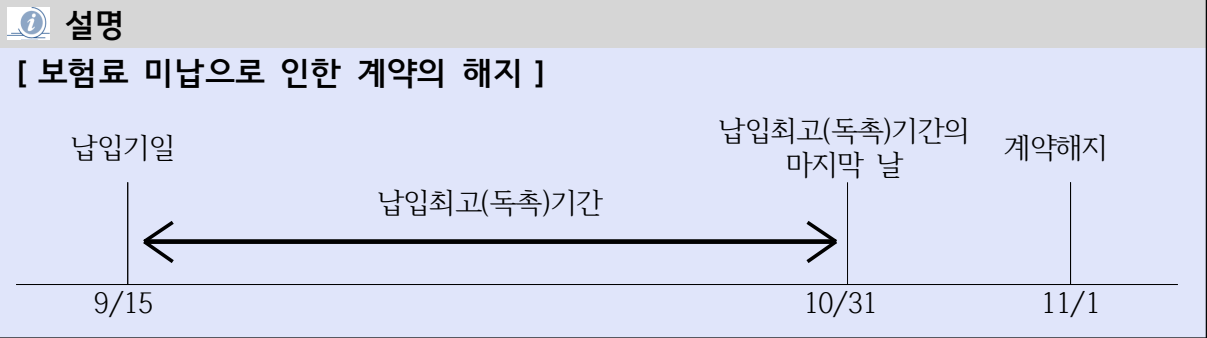 설명
[ 보험료 미납으로 인한 계약의 해지 ]
납입기일
납입최고(독촉)기간의
마지막 날
계약해지
납입최고(독촉)기간
9/15
10/31
11/1